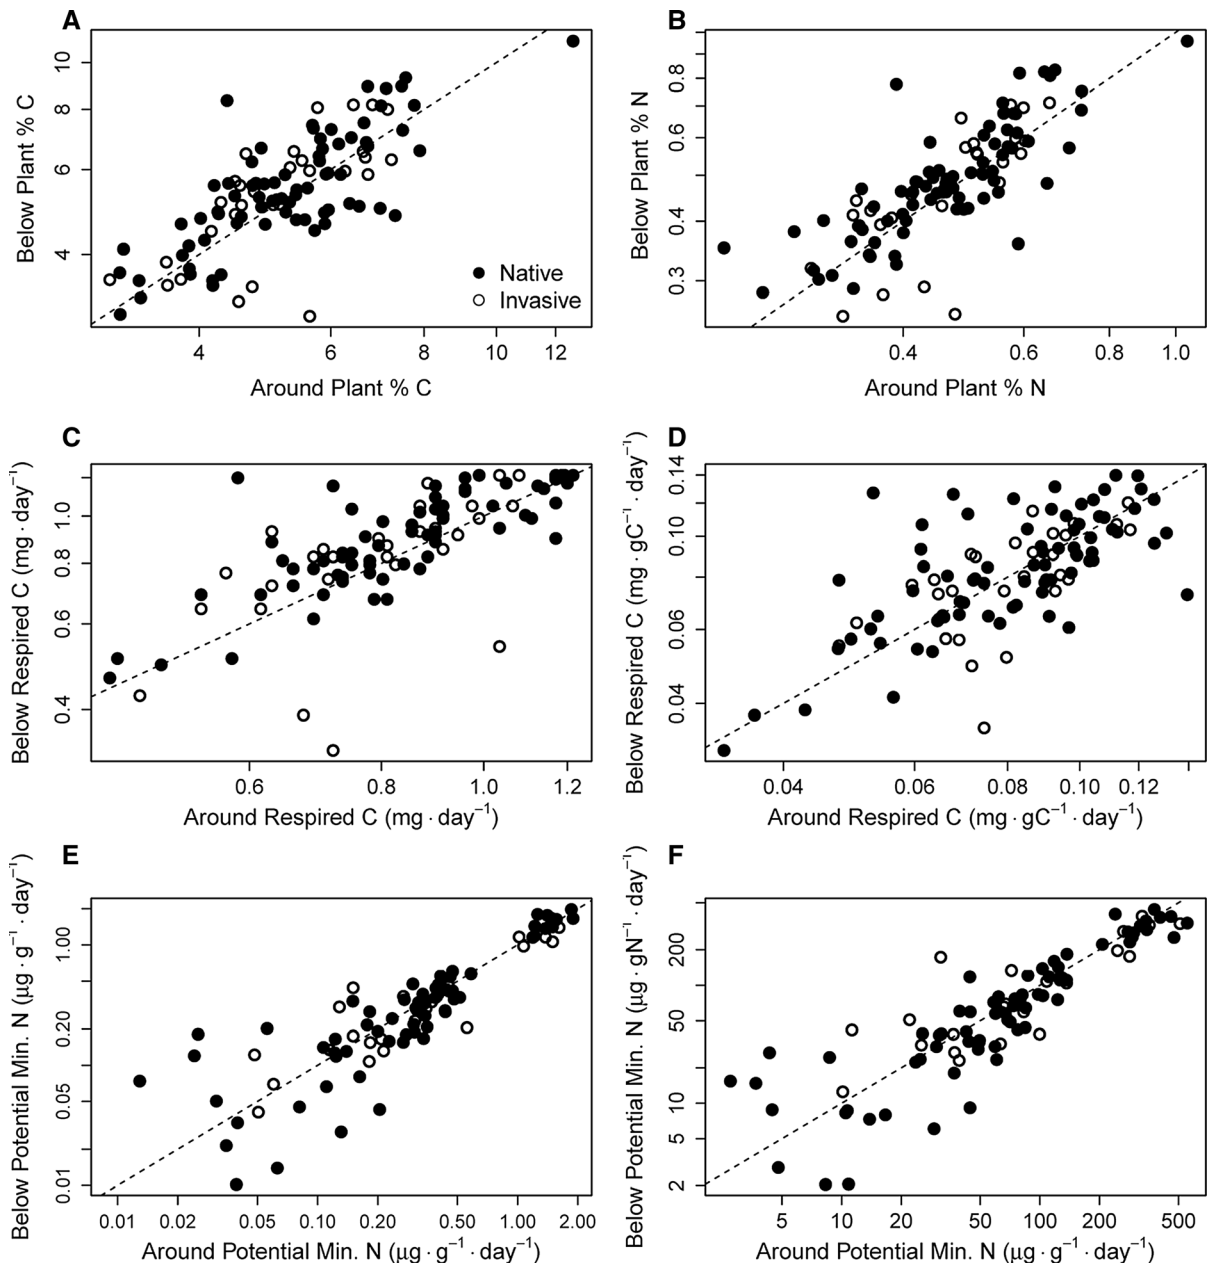 A
Below Plant % C
10
8
6
4
Native
Invasive
4 6 8 10 12
Around Plant % C
B
Below Plant % N
0.8
0.6
0.4
0.3
0.4 0.6 0.8 1.0
Around Plant % N
C
Below Respired C (mg · day⁻¹)
1.0
0.8
0.6
0.4
0.6 0.8 1.0 1.2
Around Respired C (mg · day⁻¹)
D
Below Respired C (mg · gC⁻¹ · day⁻¹)
0.14
0.10
0.06
0.04
0.04 0.06 0.08 0.10 0.12
Around Respired C (mg · gC⁻¹ · day⁻¹)
E
Below Potential Min. N (µg · g⁻¹ · day⁻¹)
1.00
0.20
0.05
0.01
0.01 0.02 0.05 0.10 0.20 0.50 1.00 2.00
Around Potential Min. N (µg · g⁻¹ · day⁻¹)
F
Below Potential Min. N (µg · gN⁻¹ · day⁻¹)
200
50
10
5
2
5 10 20 50 100 200 500
Around Potential Min. N (µg · g⁻¹ · day⁻¹)